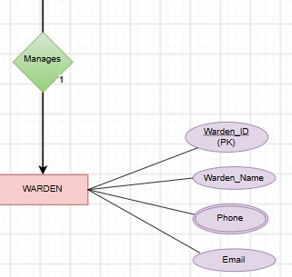 Manages
1
Warden_ID
(PK)
WARDEN
Warden_Name
Phone
Email